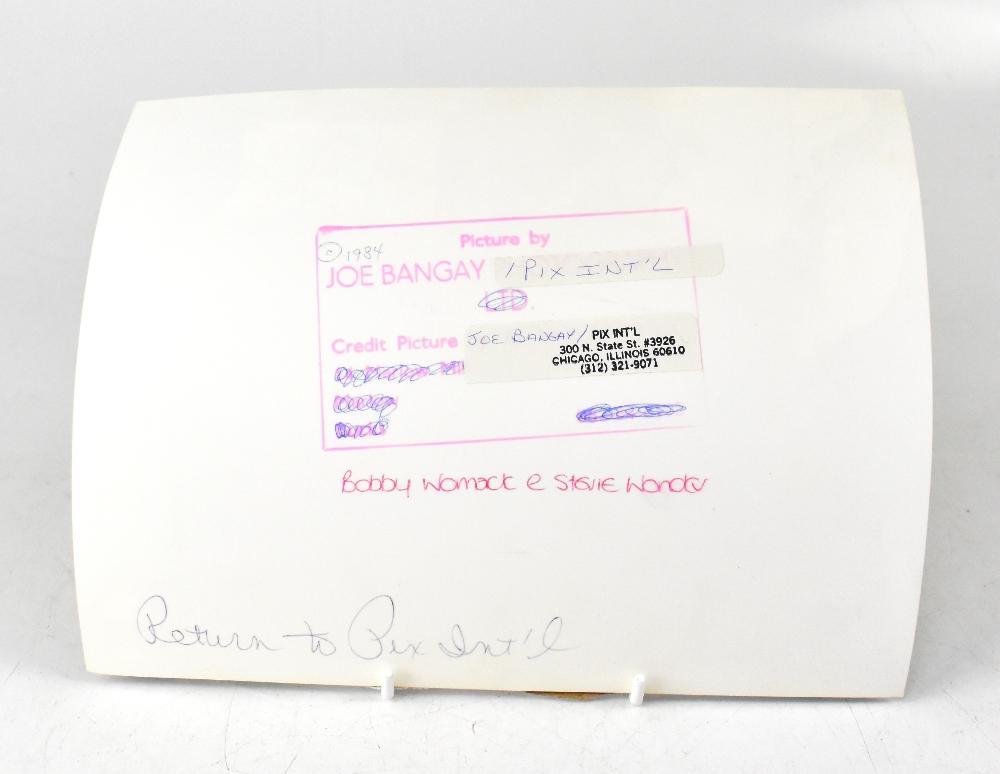 Picture by
© 1984
JOE BANGAY / PIX INT'L
LTD.
Credit Picture JOE BANGAY / PIX INT'L
300 N. State St. #3926
CHICAGO, ILLINOIS 60610
(312) 321-9071
Bobby Womack & Stevie Wonder
Return to Pix Int'l